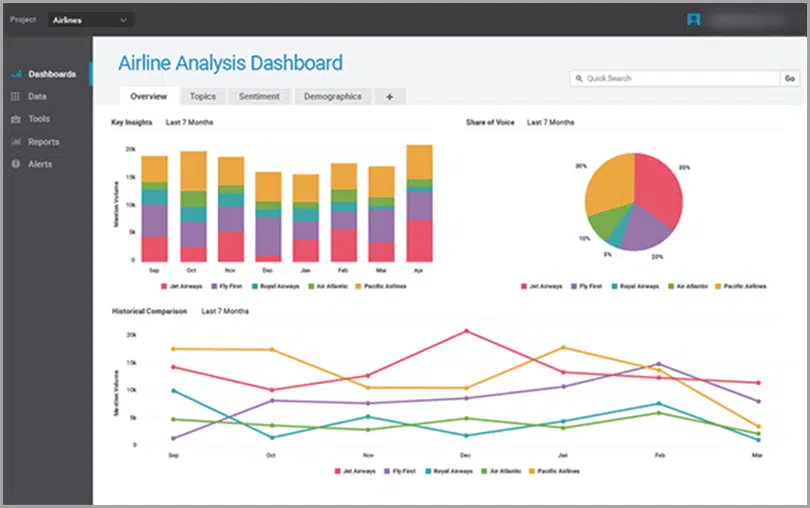 Project Airlines
Airline Analysis Dashboard
Quick Search Go
Dashboards
Data
Tools
Reports
Alerts
Overview Topics Sentiment Demographics +
Key Insights Last 7 Months
Mention Volume
20k
15k
10k
5k
0
Sep Oct Nov Dec Jan Feb Mar Apr
Jet Airways Fly First Royal Airways Air Atlantic Pacific Airlines
Share of Voice Last 7 Months
30%
10%
5%
20%
Jet Airways Fly First Royal Airways Air Atlantic Pacific Airlines
Historical Comparison Last 7 Months
Mention Volume
20k
15k
10k
5k
0
Sep Oct Nov Dec Jan Feb Mar
Jet Airways Fly First Royal Airways Air Atlantic Pacific Airlines